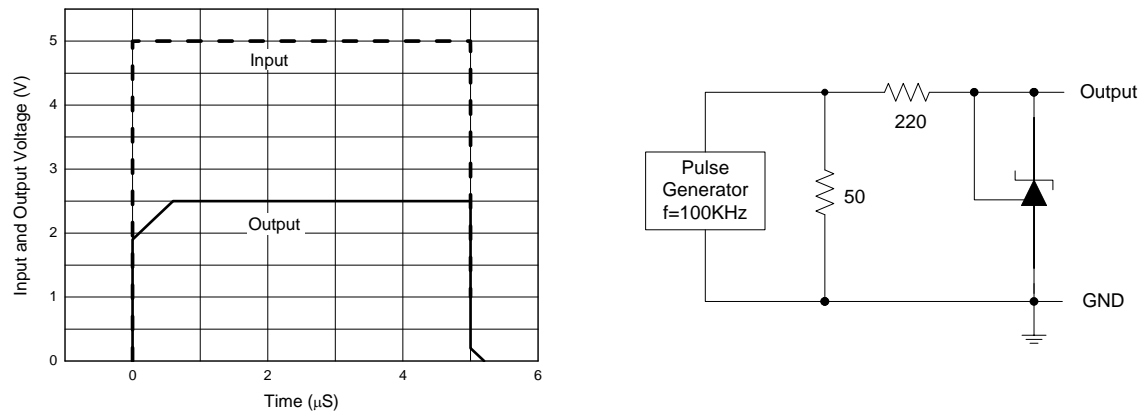 Input and Output Voltage (V)
5
4
3
2
1
0
Input
Output
0
2
4
6
Time (μS)
Pulse
Generator
f=100KHz
50
220
Output
GND